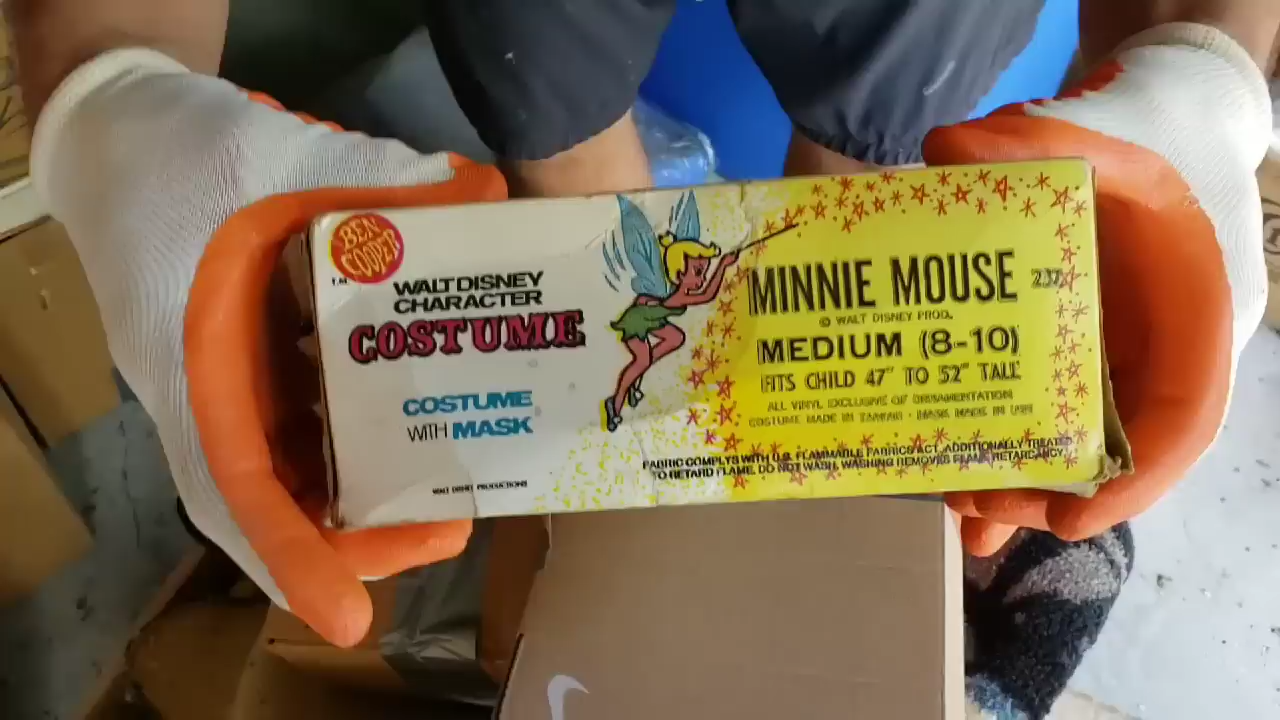 BEN
COOPER
T.M.
WALT DISNEY
CHARACTER
COSTUME
COSTUME
WITH MASK
WALT DISNEY PRODUCTIONS
MINNIE MOUSE 237
© WALT DISNEY PROD.
MEDIUM (8-10)
FITS CHILD 47" TO 52" TALL
ALL VINYL EXCLUSIVE OF ORNAMENTATION
COSTUME MADE IN TAIWAN - MASK MADE IN
FABRIC COMPLYS WITH U.S. FLAMMABLE FABRICS ACT, ADDITIONALLY TREATED
TO RETARD FLAME. DO NOT WASH. WASHING REMOVES FLAME RETARDANCY.